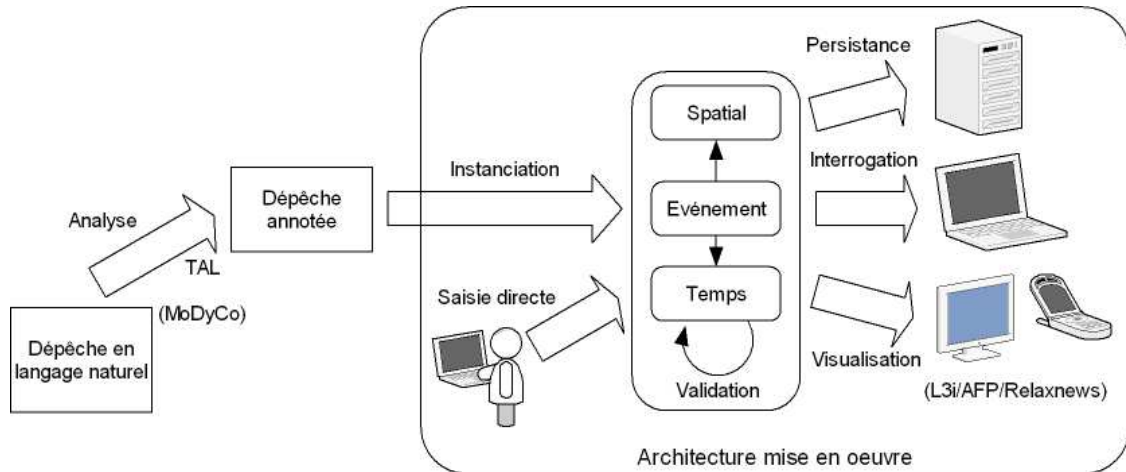 Analyse
TAL
(MoDyCo)
Dépêche en
langage naturel
Dépêche
annotée
Instanciation
Saisie directe
Spatial
Evénement
Temps
Validation
Persistance
Interrogation
Visualisation
(L3i/AFP/Relaxnews)
Architecture mise en oeuvre